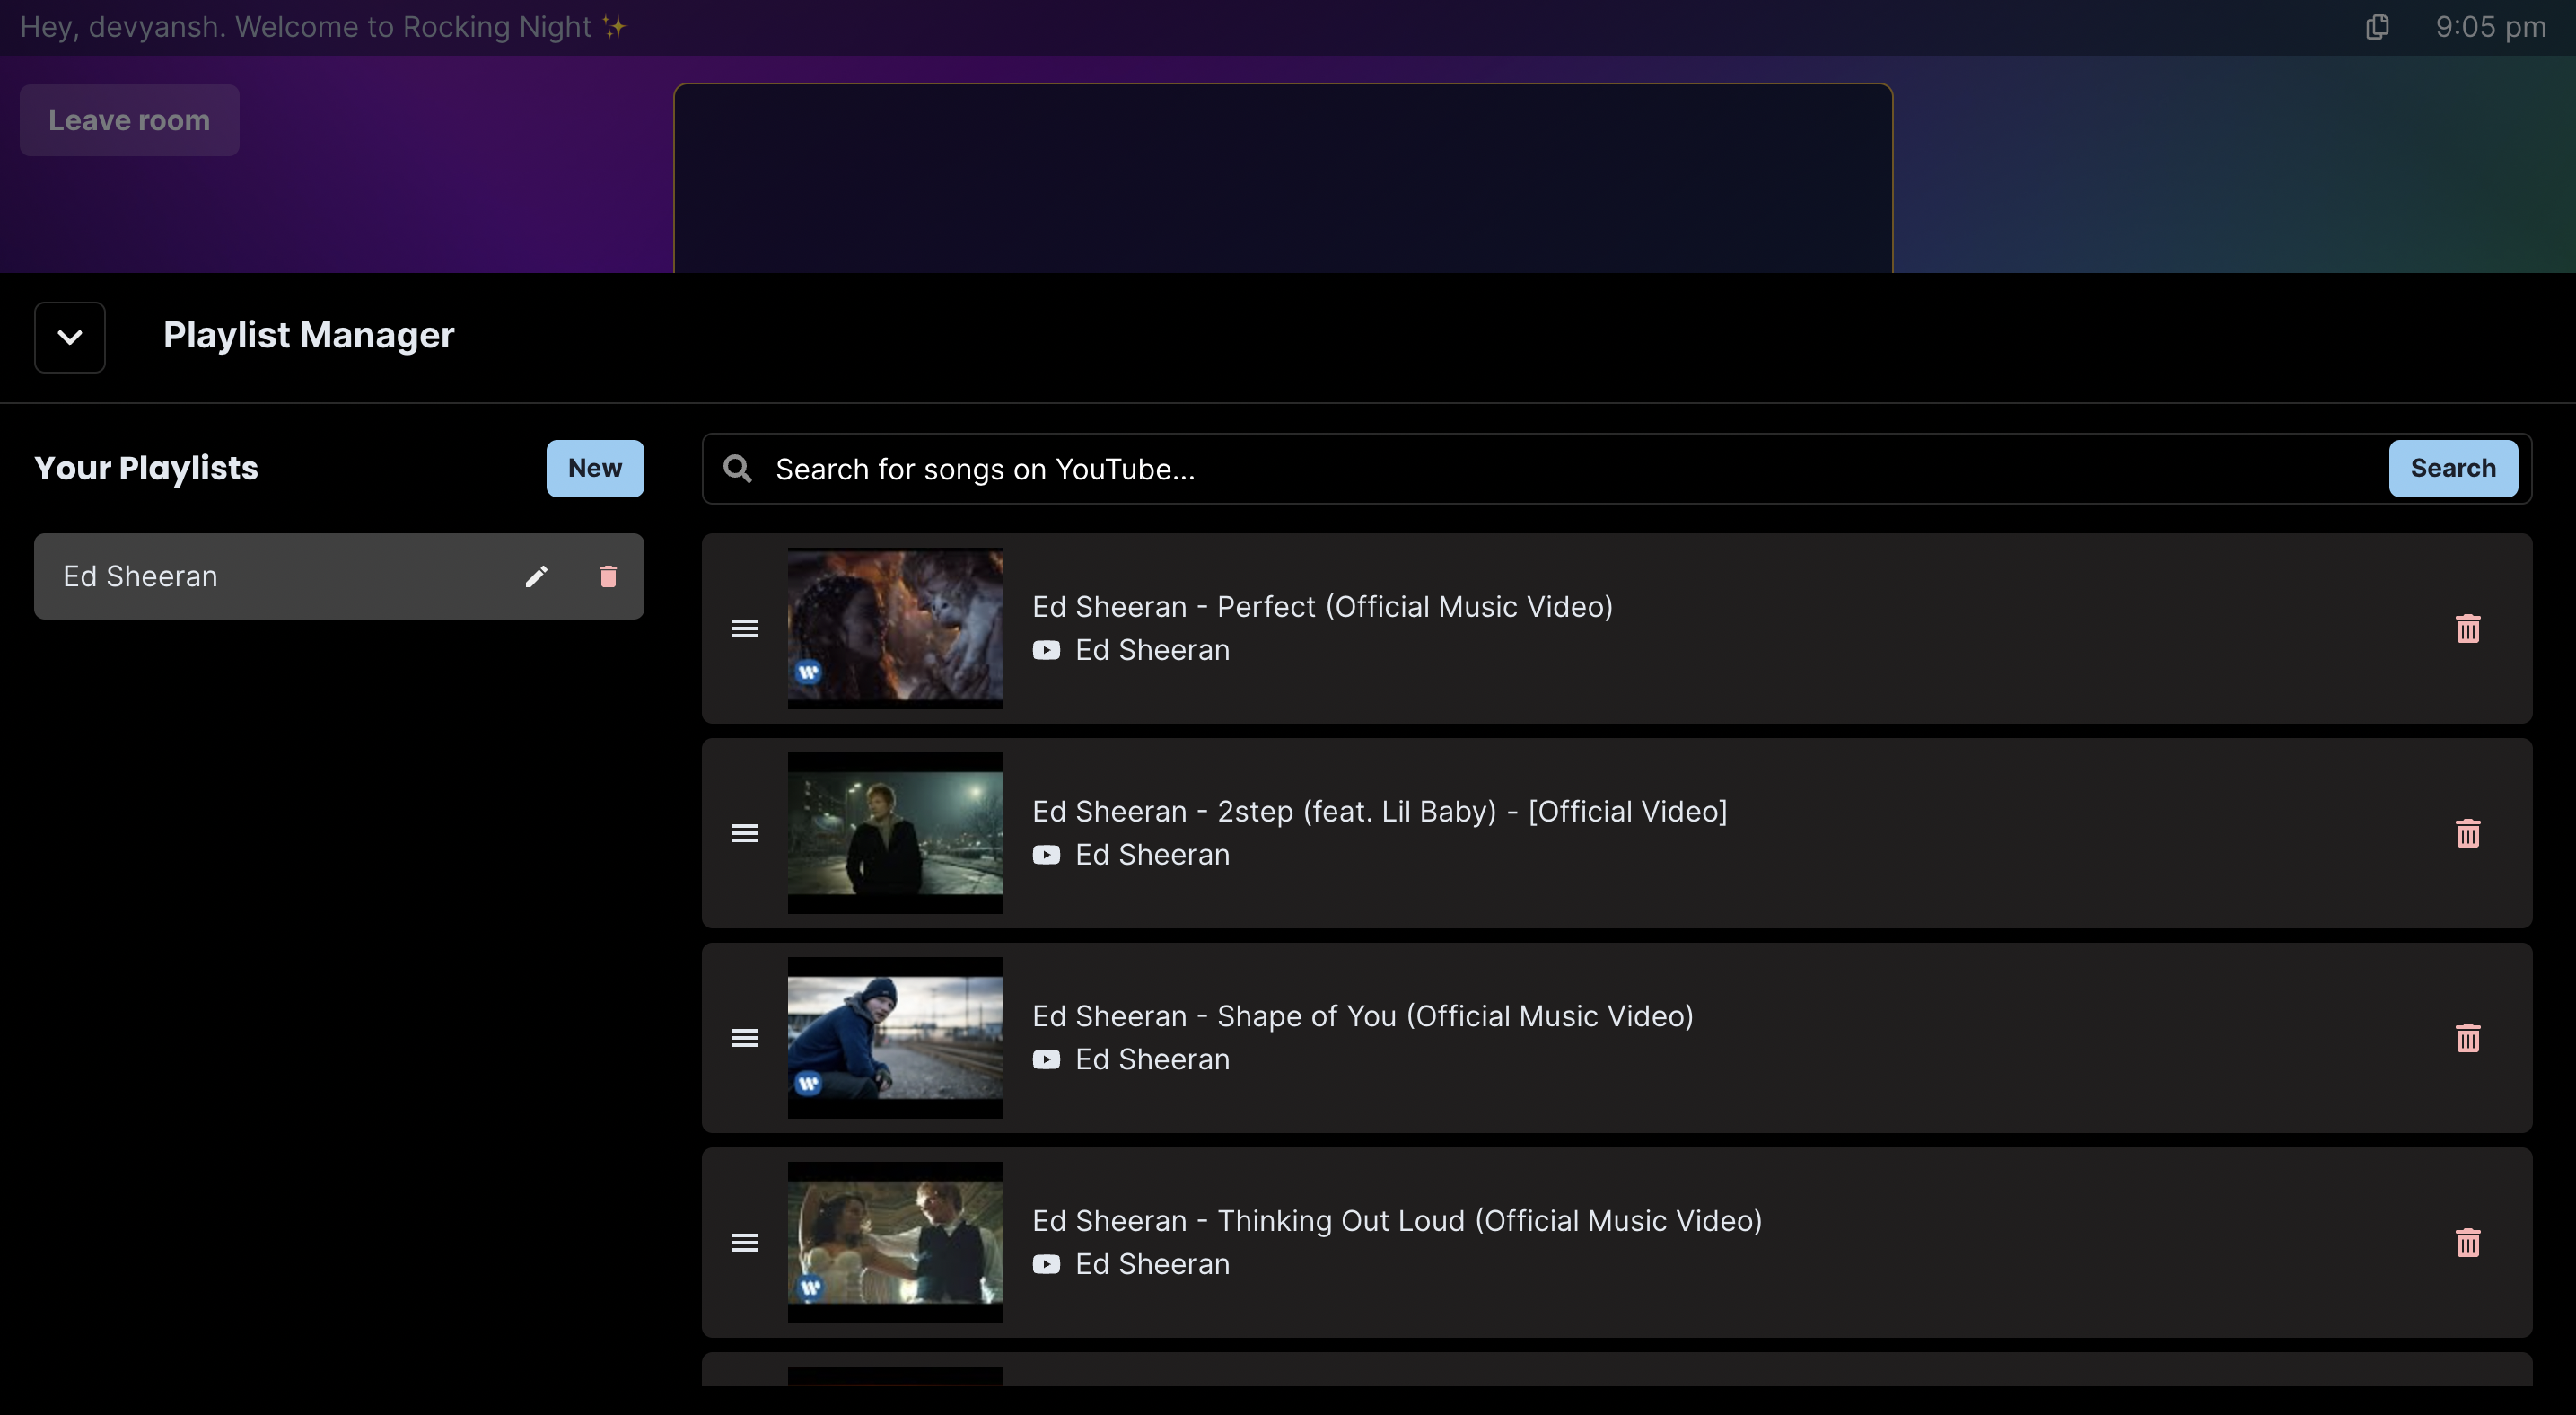 Hey, devyansh. Welcome to Rocking Night ✨
9:05 pm
Leave room
Playlist Manager
Your Playlists
New
Search for songs on YouTube...
Search
Ed Sheeran
Ed Sheeran - Perfect (Official Music Video)
Ed Sheeran
Ed Sheeran - 2step (feat. Lil Baby) - [Official Video]
Ed Sheeran
Ed Sheeran - Shape of You (Official Music Video)
Ed Sheeran
Ed Sheeran - Thinking Out Loud (Official Music Video)
Ed Sheeran